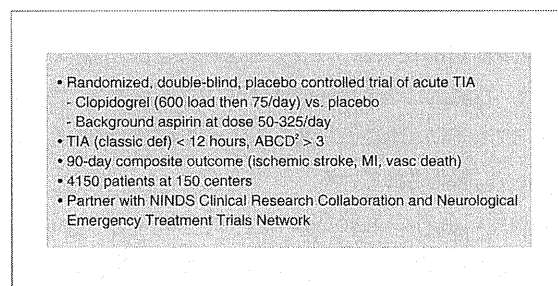 • Randomized, double-blind, placebo controlled trial of acute TIA
- Clopidogrel (600 load then 75/day) vs. placebo
- Background aspirin at dose 50-325/day
• TIA (classic def) < 12 hours, ABCD² > 3
• 90-day composite outcome (ischemic stroke, MI, vasc death)
• 4150 patients at 150 centers
• Partner with NINDS Clinical Research Collaboration and Neurological
Emergency Treatment Trials Network